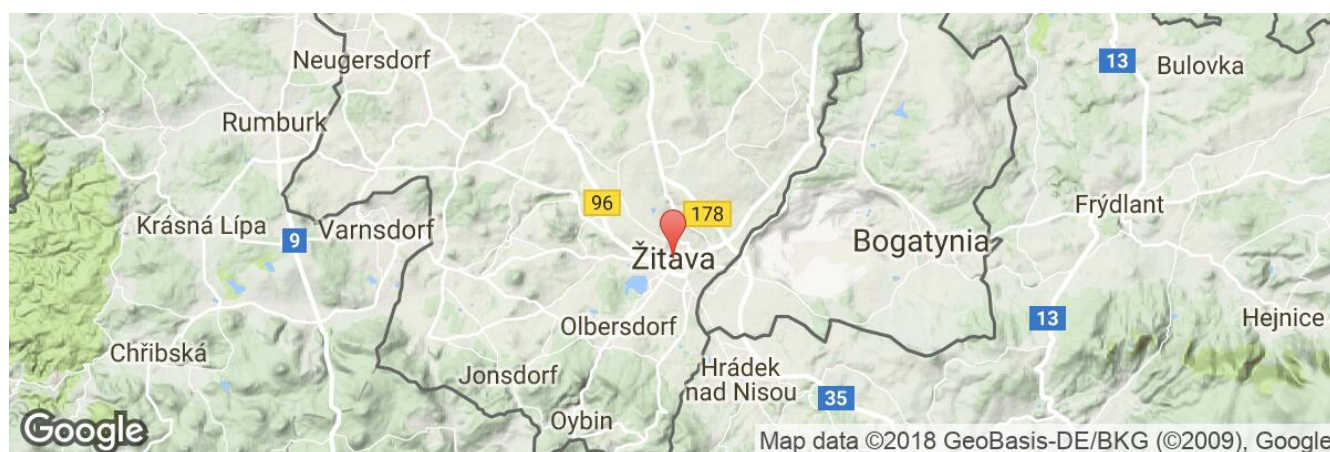 Neugersdorf
13
Bulovka
Rumburk
96
178
Frýdlant
Krásná Lípa
9
Varnsdorf
Bogatynia
Žitava
13
Hejnice
Olbersdorf
Chřibská
Jonsdorf
Hrádek
nad Nisou
35
Oybin
Google
Map data ©2018 GeoBasis-DE/BKG (©2009), Google